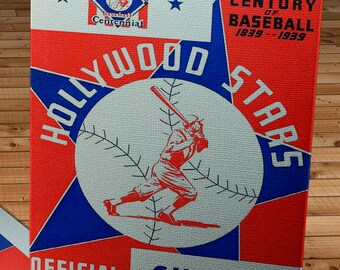 Centennial
CENTURY
OF
BASEBALL
1839--1939
HOLLYWOOD STARS
OFFICIAL